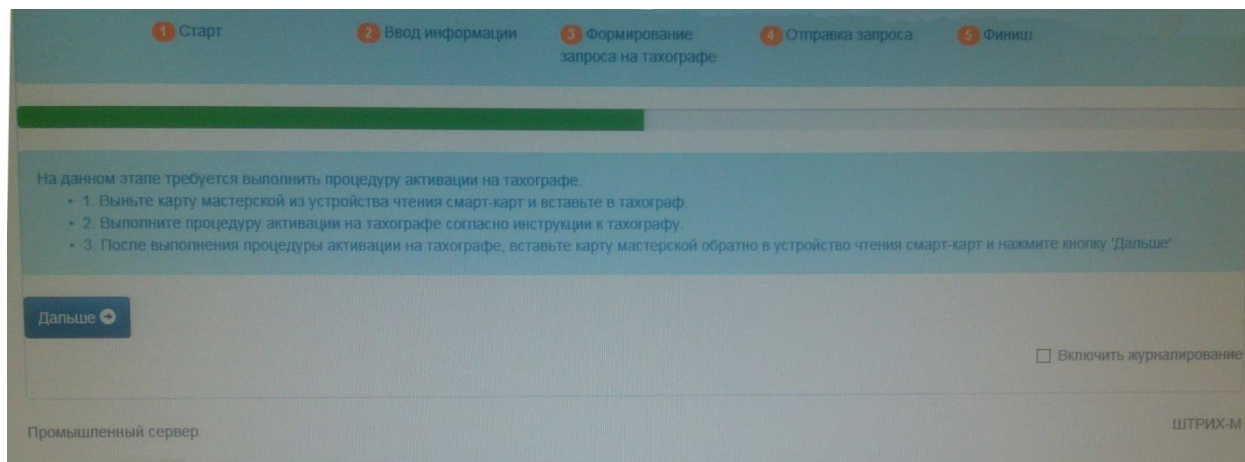 1 Старт
2 Ввод информации
3 Формирование
запроса на тахографе
4 Отправка запроса
5 Финиш
На данном этапе требуется выполнить процедуру активации на тахографе.
• 1. Выньте карту мастерской из устройства чтения смарт-карт и вставьте в тахограф.
• 2. Выполните процедуру активации на тахографе согласно инструкции к тахографу.
• 3. После выполнения процедуры активации на тахографе, вставьте карту мастерской обратно в устройство чтения смарт-карт и нажмите кнопку 'Дальше'
Дальше
Включить журналирование
Промышленный сервер
ШТРИХ-М